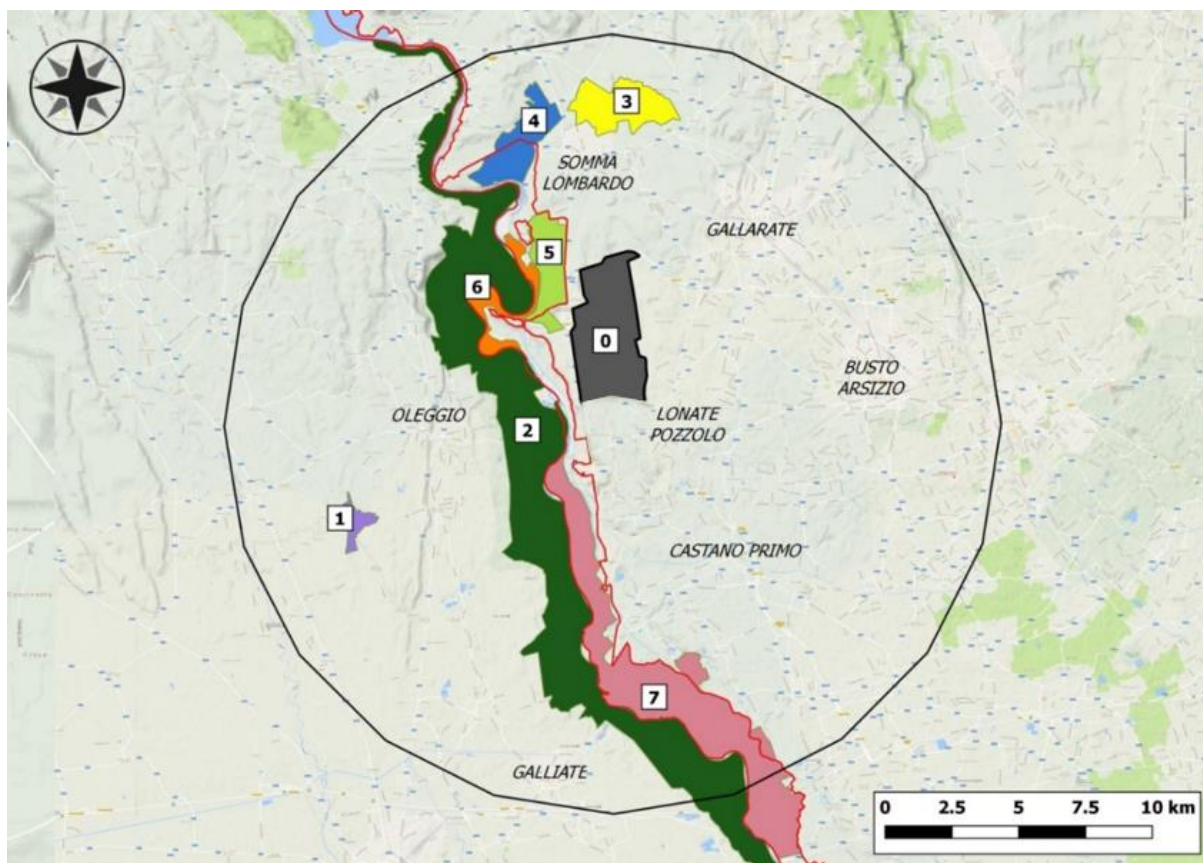 3
4
SOMMA
LOMBARDO
GALLARATE
5
6
0
BUSTO
ARSIZIO
OLEGGIO
2
LONATE
POZZOLO
1
CASTANO PRIMO
7
GALLIATE
0 2.5 5 7.5 10 km